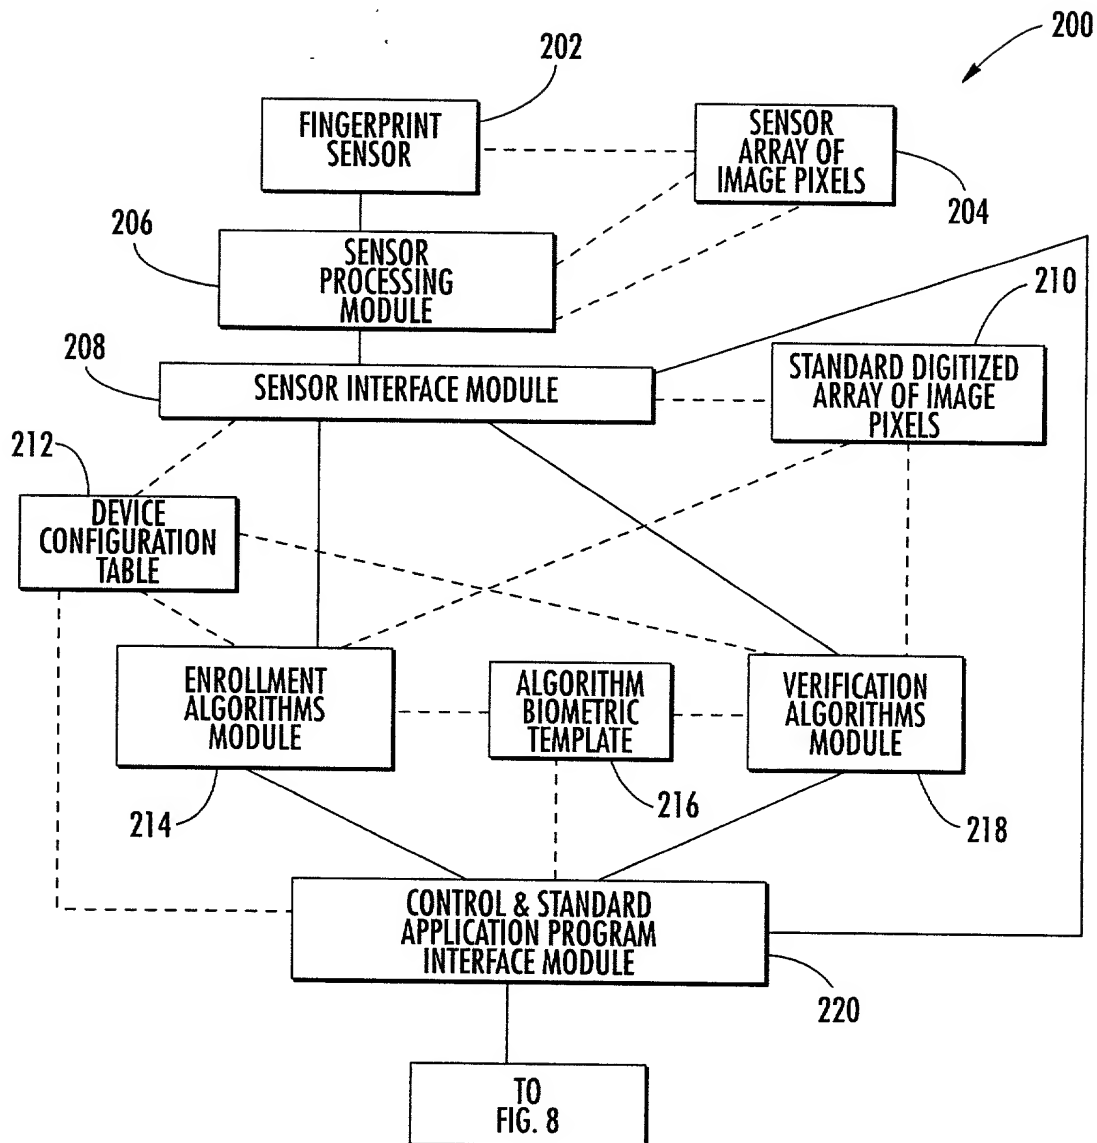 200
202
FINGERPRINT
SENSOR
SENSOR
ARRAY OF
IMAGE PIXELS
204
206
SENSOR
PROCESSING
MODULE
210
208
SENSOR INTERFACE MODULE
STANDARD DIGITIZED
ARRAY OF IMAGE
PIXELS
212
DEVICE
CONFIGURATION
TABLE
ENROLLMENT
ALGORITHMS
MODULE
ALGORITHM
BIOMETRIC
TEMPLATE
VERIFICATION
ALGORITHMS
MODULE
214
216
218
CONTROL & STANDARD
APPLICATION PROGRAM
INTERFACE MODULE
220
TO
FIG. 8